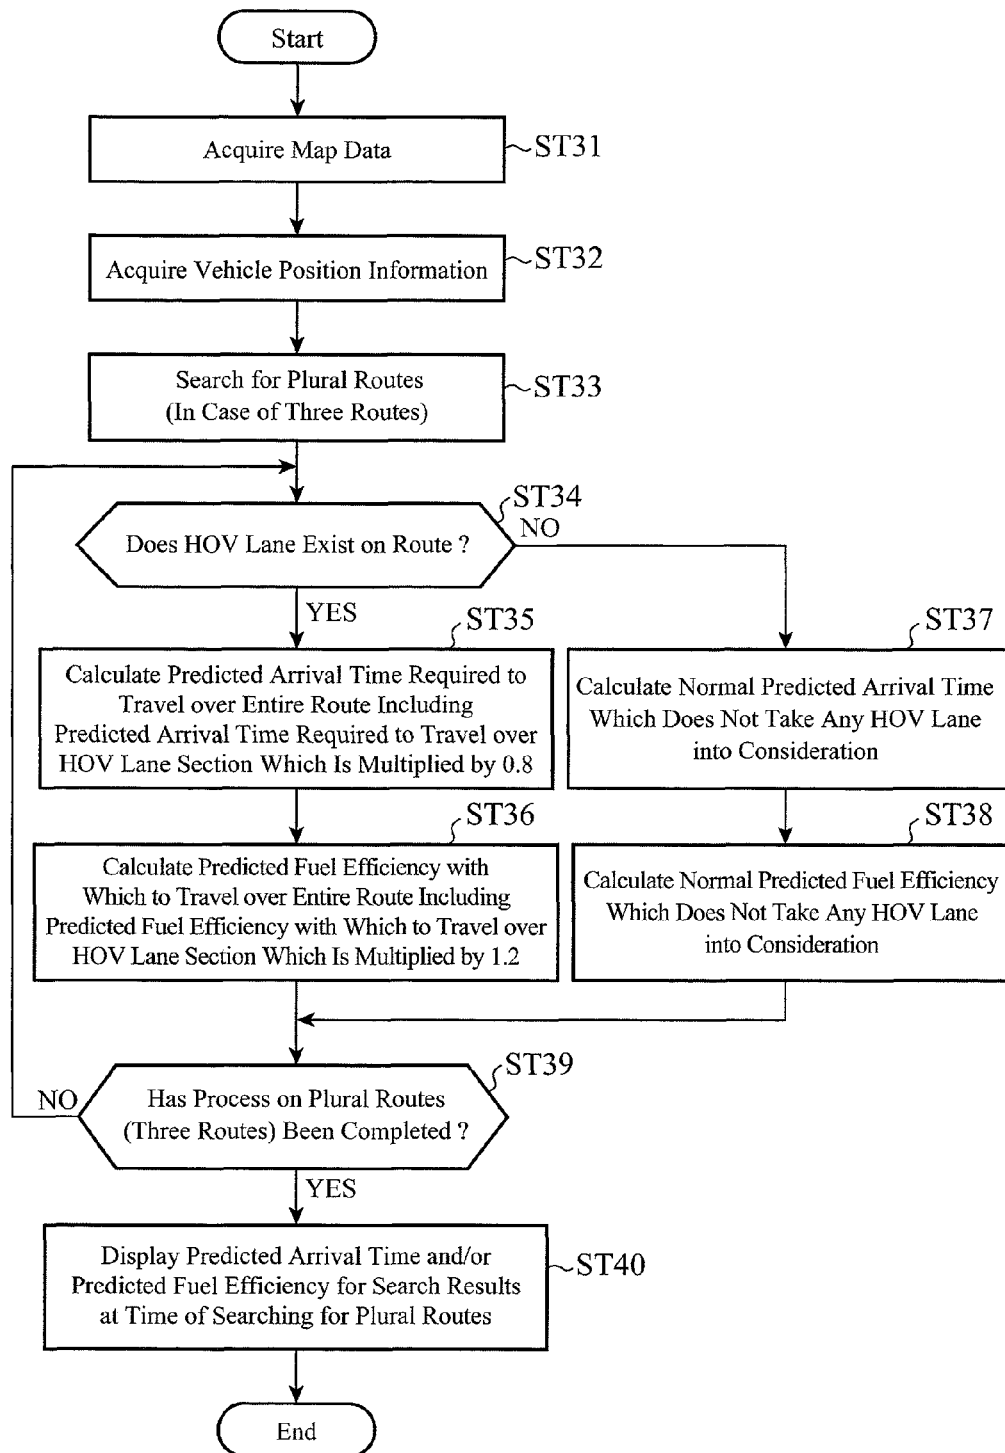 Start
Acquire Map Data
ST31
Acquire Vehicle Position Information
ST32
Search for Plural Routes
(In Case of Three Routes)
ST33
ST34
Does HOV Lane Exist on Route ?
NO
YES
ST35
Calculate Predicted Arrival Time Required to
Travel over Entire Route Including
Predicted Arrival Time Required to Travel over
HOV Lane Section Which Is Multiplied by 0.8
ST37
Calculate Normal Predicted Arrival Time
Which Does Not Take Any HOV Lane
into Consideration
ST36
Calculate Predicted Fuel Efficiency with
Which to Travel over Entire Route Including
Predicted Fuel Efficiency with Which to Travel over
HOV Lane Section Which Is Multiplied by 1.2
ST38
Calculate Normal Predicted Fuel Efficiency
Which Does Not Take Any HOV Lane
into Consideration
ST39
NO
Has Process on Plural Routes
(Three Routes) Been Completed ?
YES
Display Predicted Arrival Time and/or
Predicted Fuel Efficiency for Search Results
at Time of Searching for Plural Routes
ST40
End